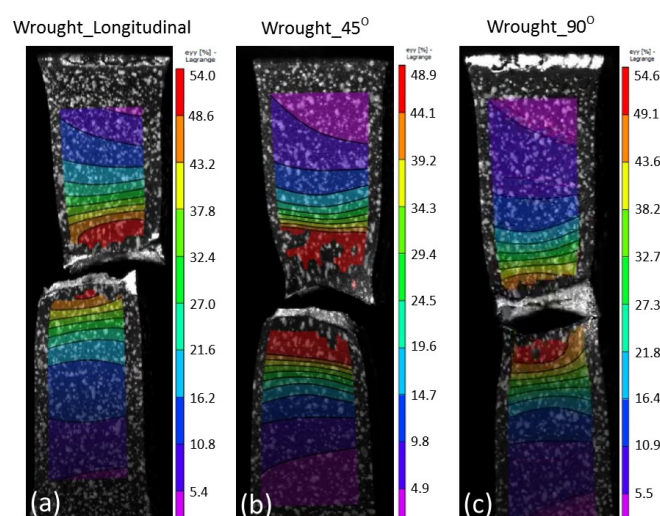 Wrought_Longitudinal
Wrought_45⁰
Wrought_90⁰
eyy [%] -
Lagrange
54.0
48.6
43.2
37.8
32.4
27.0
21.6
16.2
10.8
5.4
(a)
eyy [%] -
Lagrange
48.9
44.1
39.2
34.3
29.4
24.5
19.6
14.7
9.8
4.9
(b)
eyy [%] -
Lagrange
54.6
49.1
43.6
38.2
32.7
27.3
21.8
16.4
10.9
5.5
(c)